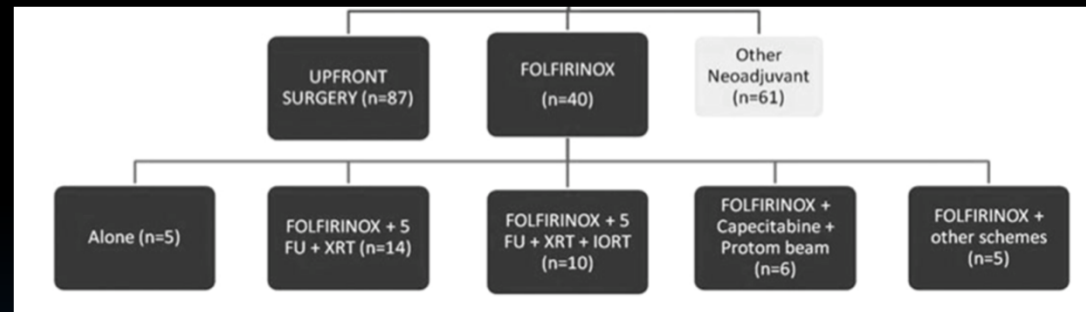 UPFRONT
SURGERY (n=87)
FOLFIRINOX
(n=40)
Other
Neoadjuvant
(n=61)
Alone (n=5)
FOLFIRINOX + 5
FU + XRT (n=14)
FOLFIRINOX + 5
FU + XRT + IORT
(n=10)
FOLFIRINOX +
Capecitabine +
Protom beam
(n=6)
FOLFIRINOX +
other schemes
(n=5)